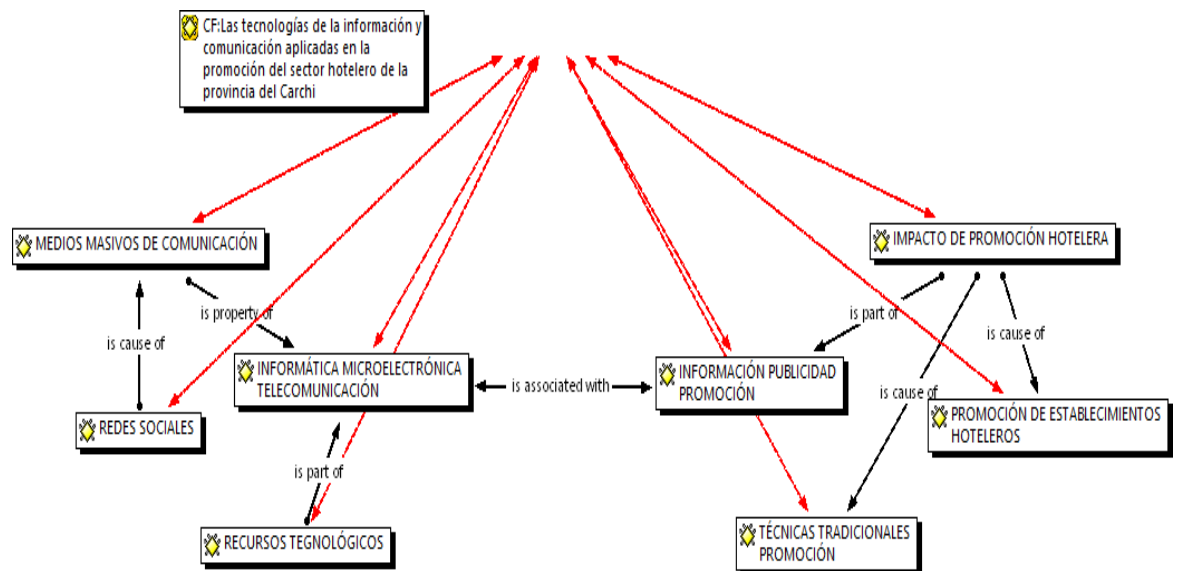 CF:Las tecnologías de la información y
comunicación aplicadas en la
promoción del sector hotelero de la
provincia del Carchi
MEDIOS MASIVOS DE COMUNICACIÓN
IMPACTO DE PROMOCIÓN HOTELERA
is property of
is part of
is cause of
is cause of
INFORMÁTICA MICROELECTRÓNICA
TELECOMUNICACIÓN
is associated with
INFORMACIÓN PUBLICIDAD
PROMOCIÓN
is cause of
REDES SOCIALES
PROMOCIÓN DE ESTABLECIMIENTOS
HOTELEROS
is part of
RECURSOS TEGNOLÓGICOS
TÉCNICAS TRADICIONALES
PROMOCIÓN